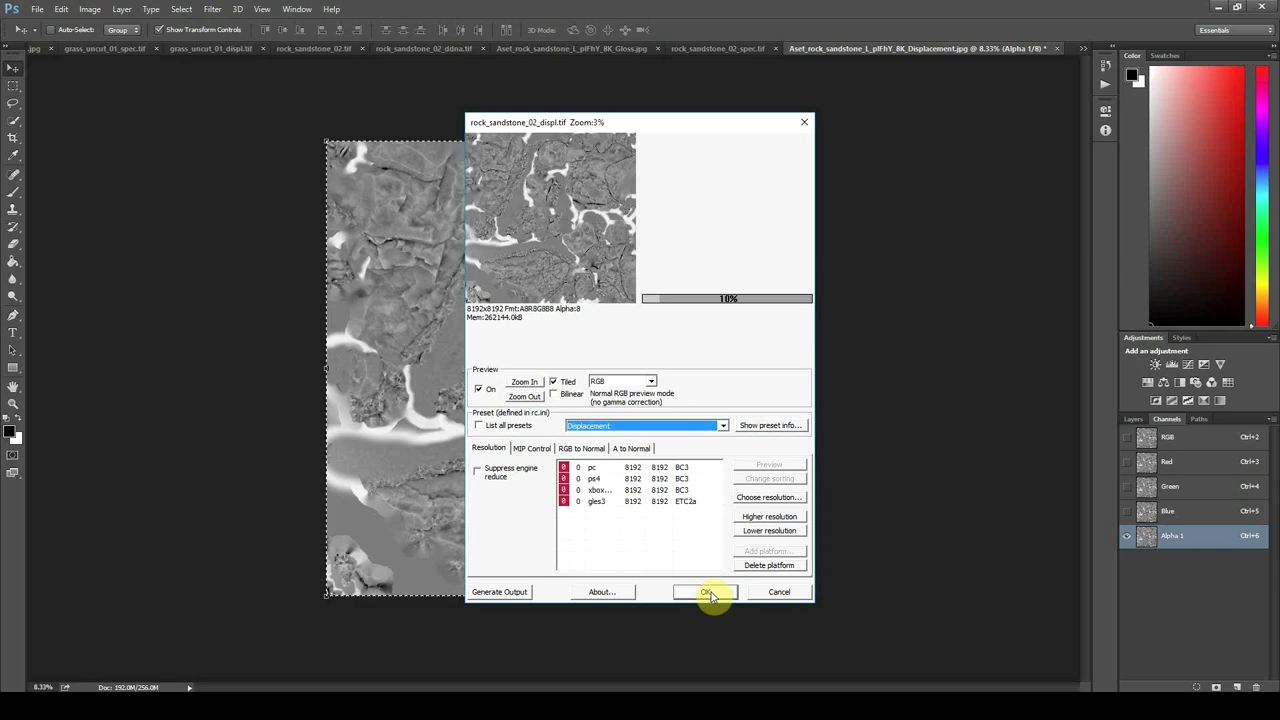 Ps File Edit Image Layer Type Select Filter 3D View Window Help
Auto-Select: Group Show Transform Controls 3D Mode: Essentials
.jpg × grass_uncut_01_spec.tif × grass_uncut_01_displ.tif × rock_sandstone_02.tif × rock_sandstone_02_ddna.tif × Aset_rock_sandstone_L_pIFhY_8K_Gloss.jpg × rock_sandstone_02_spec.tif × Aset_rock_sandstone_L_pIFhY_8K_Displacement.jpg @ 8.33% (Alpha 1/8) * ×
Color Swatches
rock_sandstone_02_displ.tif Zoom:3%
10%
8192x8192 Fmt:A8R8G8B8 Alpha:8
Mem:262144.0kB
Preview
On Zoom In Tiled RGB
Zoom Out Bilinear Normal RGB preview mode
(no gamma correction)
Preset (defined in rc.ini)
List all presets Displacement Show preset info...
Resolution MIP Control RGB to Normal A to Normal
Suppress engine
reduce
0 0 pc 8192 8192 BC3
0 0 ps4 8192 8192 BC3
0 0 xbox... 8192 8192 BC3
0 0 gles3 8192 8192 ETC2a
Preview
Change sorting
Choose resolution...
Higher resolution
Lower resolution
Add platform...
Delete platform
Generate Output About... OK Cancel
Adjustments Styles
Add an adjustment
Layers Channels Paths
RGB Ctrl+2
Red Ctrl+3
Green Ctrl+4
Blue Ctrl+5
Alpha 1 Ctrl+6
8.33% Doc: 192.0M/256.0M